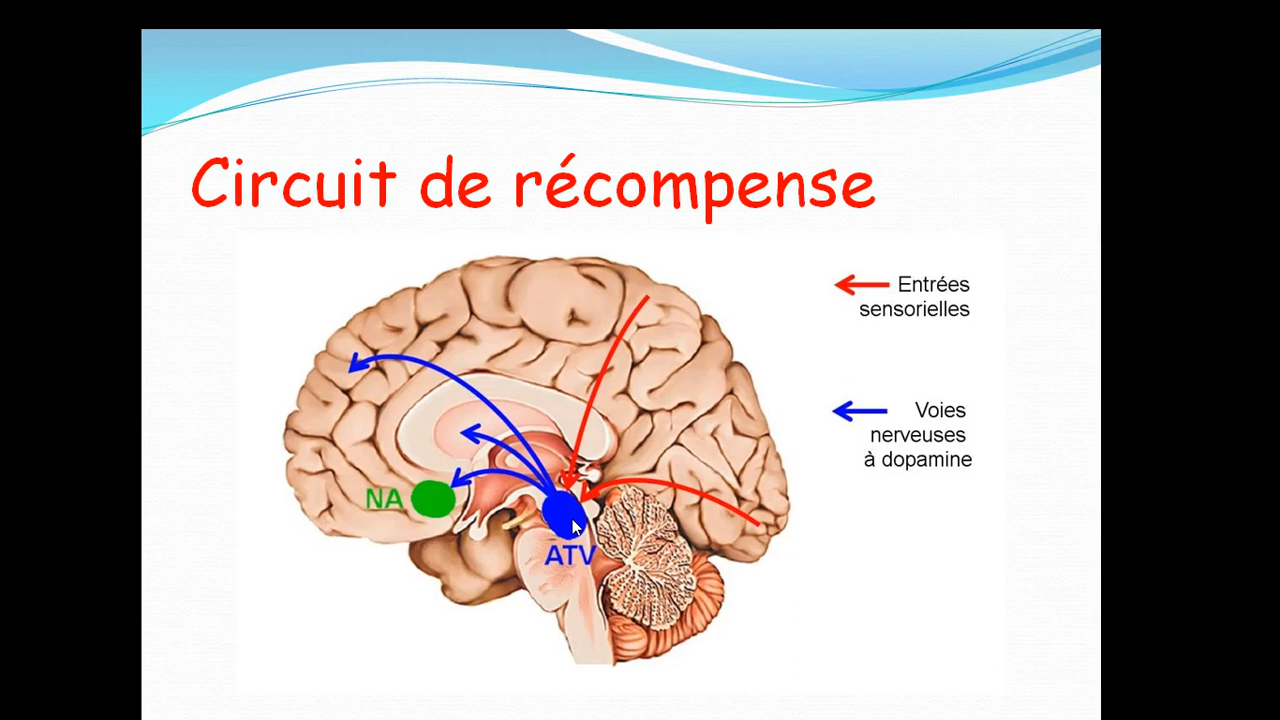 Circuit de récompense
Entrées
sensorielles
Voies
nerveuses
à dopamine
NA
ATV